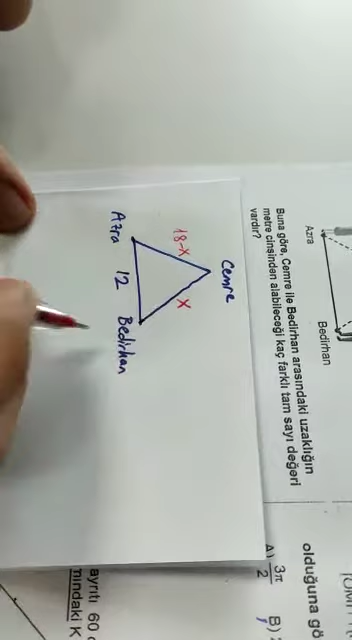 Azra
Bedirhan
Buna göre, Cemre ile Bedirhan arasındaki uzaklığın
metre cinsinden alabileceği kaç farklı tam sayı değeri
vardır?
Cemre
18-x
x
Azra
12
Bedirhan
olduğuna gö
A) 3π/2
B)
ayrıtı 60
nındaki K